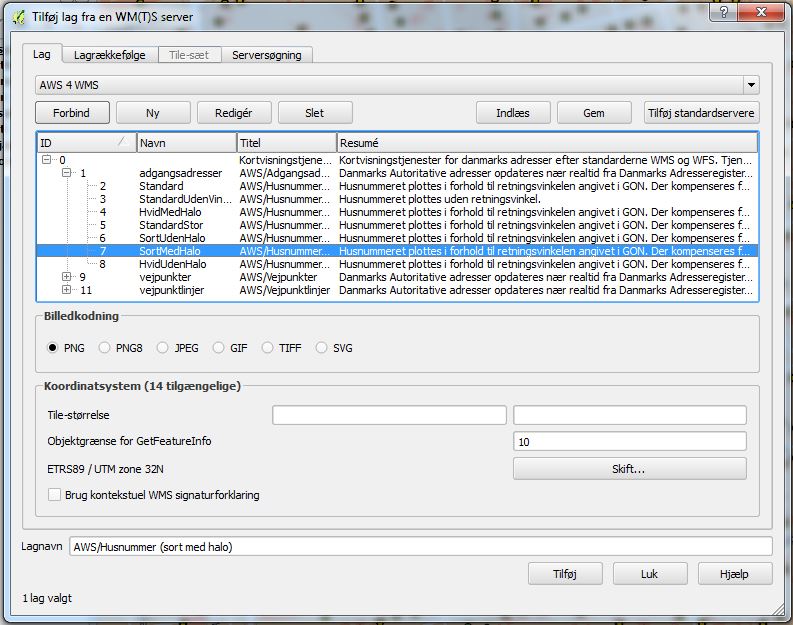 Tilføj lag fra en WM(T)S server
Lag Lagrækkefølge Tile-sæt Serversøgning
AWS 4 WMS
Forbind Ny Redigér Slet Indlæs Gem Tilføj standardservere
ID Navn Titel Resumé
0 Kortvisningstjene... Kortvisningstjenester for danmarks adresser efter standarderne WMS og WFS. Tjen...
1 adgangsadresser AWS/Adgangsad... Danmarks Autoritative adresser opdateres nær realtid fra Danmarks Adresseregister...
2 Standard AWS/Husnummer... Husnummeret plottes i forhold til retningsvinkelen angivet i GON. Der kompenseres f...
3 StandardUdenVin... AWS/Husnummer... Husnummeret plottes uden retningsvinkel.
4 HvidMedHalo AWS/Husnummer... Husnummeret plottes i forhold til retningsvinkelen angivet i GON. Der kompenseres f...
5 StandardStor AWS/Husnummer... Husnummeret plottes i forhold til retningsvinkelen angivet i GON. Der kompenseres f...
6 SortUdenHalo AWS/Husnummer... Husnummeret plottes i forhold til retningsvinkelen angivet i GON. Der kompenseres f...
7 SortMedHalo AWS/Husnummer... Husnummeret plottes i forhold til retningsvinkelen angivet i GON. Der kompenseres f...
8 HvidUdenHalo AWS/Husnummer... Husnummeret plottes i forhold til retningsvinkelen angivet i GON. Der kompenseres f...
9 vejpunkter AWS/Vejpunkter Danmarks Autoritative adresser opdateres nær realtid fra Danmarks Adresseregister...
11 vejpunktlinjer AWS/Vejpunktlinjer Danmarks Autoritative adresser opdateres nær realtid fra Danmarks Adresseregister...
Billedkodning
PNG PNG8 JPEG GIF TIFF SVG
Koordinatsystem (14 tilgængelige)
Tile-størrelse
Objektgrænse for GetFeatureInfo 10
ETRS89 / UTM zone 32N Skift...
Brug kontekstuel WMS signaturforklaring
Lagnavn AWS/Husnummer (sort med halo)
Tilføj Luk Hjælp
1 lag valgt